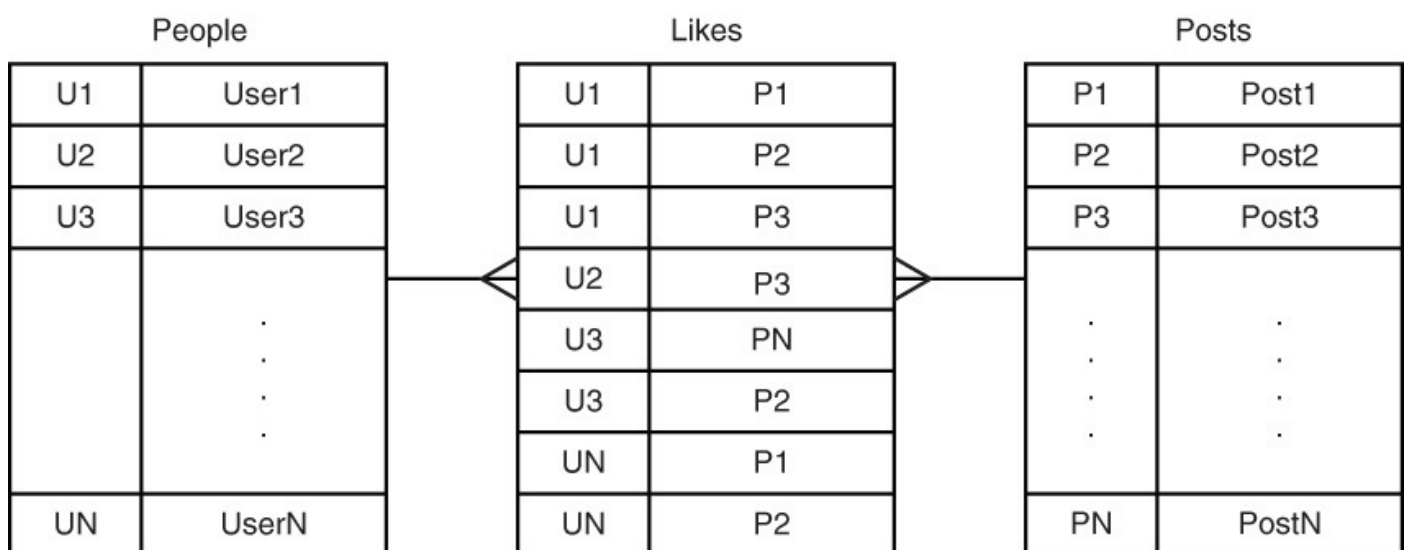 People Likes Posts
U1 User1 U1 P1 P1 Post1
U2 User2 U1 P2 P2 Post2
U3 User3 U1 P3 P3 Post3
U2 P3
. U3 PN . .
. . .
. U3 P2 . .
. . .
UN P1
UN UserN UN P2 PN PostN